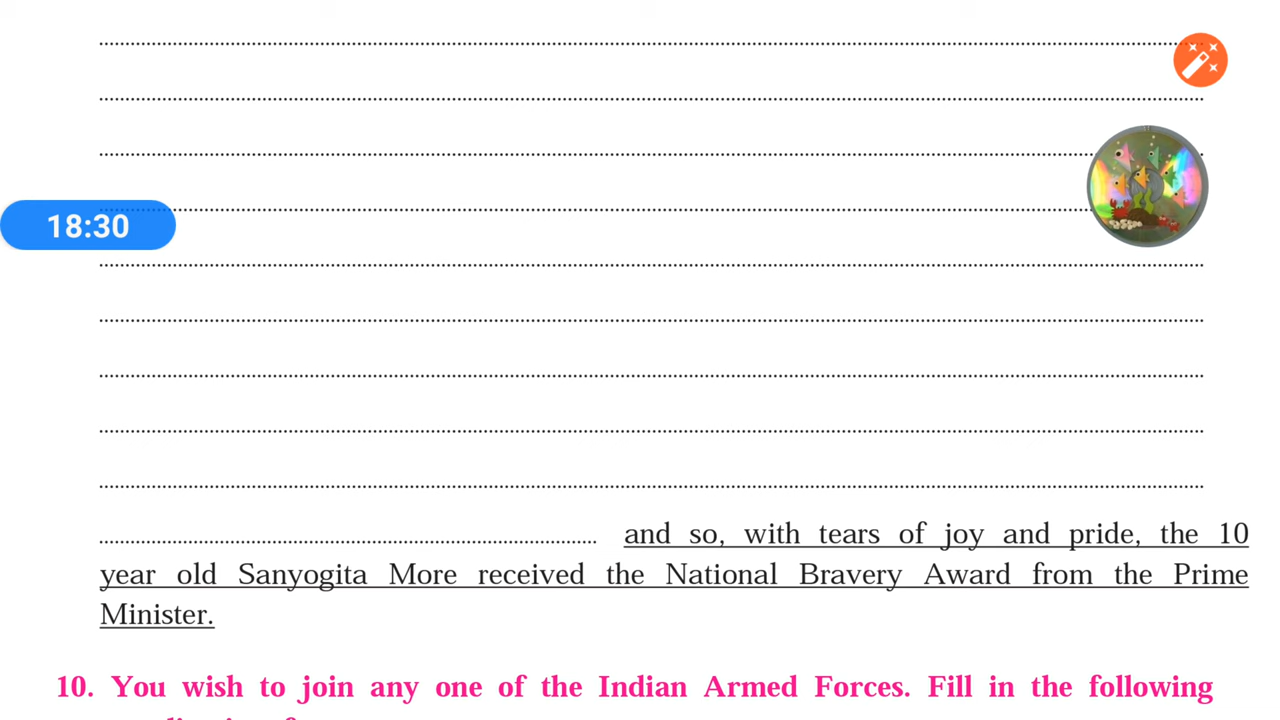 18:30
and so, with tears of joy and pride, the 10
year old Sanyogita More received the National Bravery Award from the Prime
Minister.
10. You wish to join any one of the Indian Armed Forces. Fill in the following